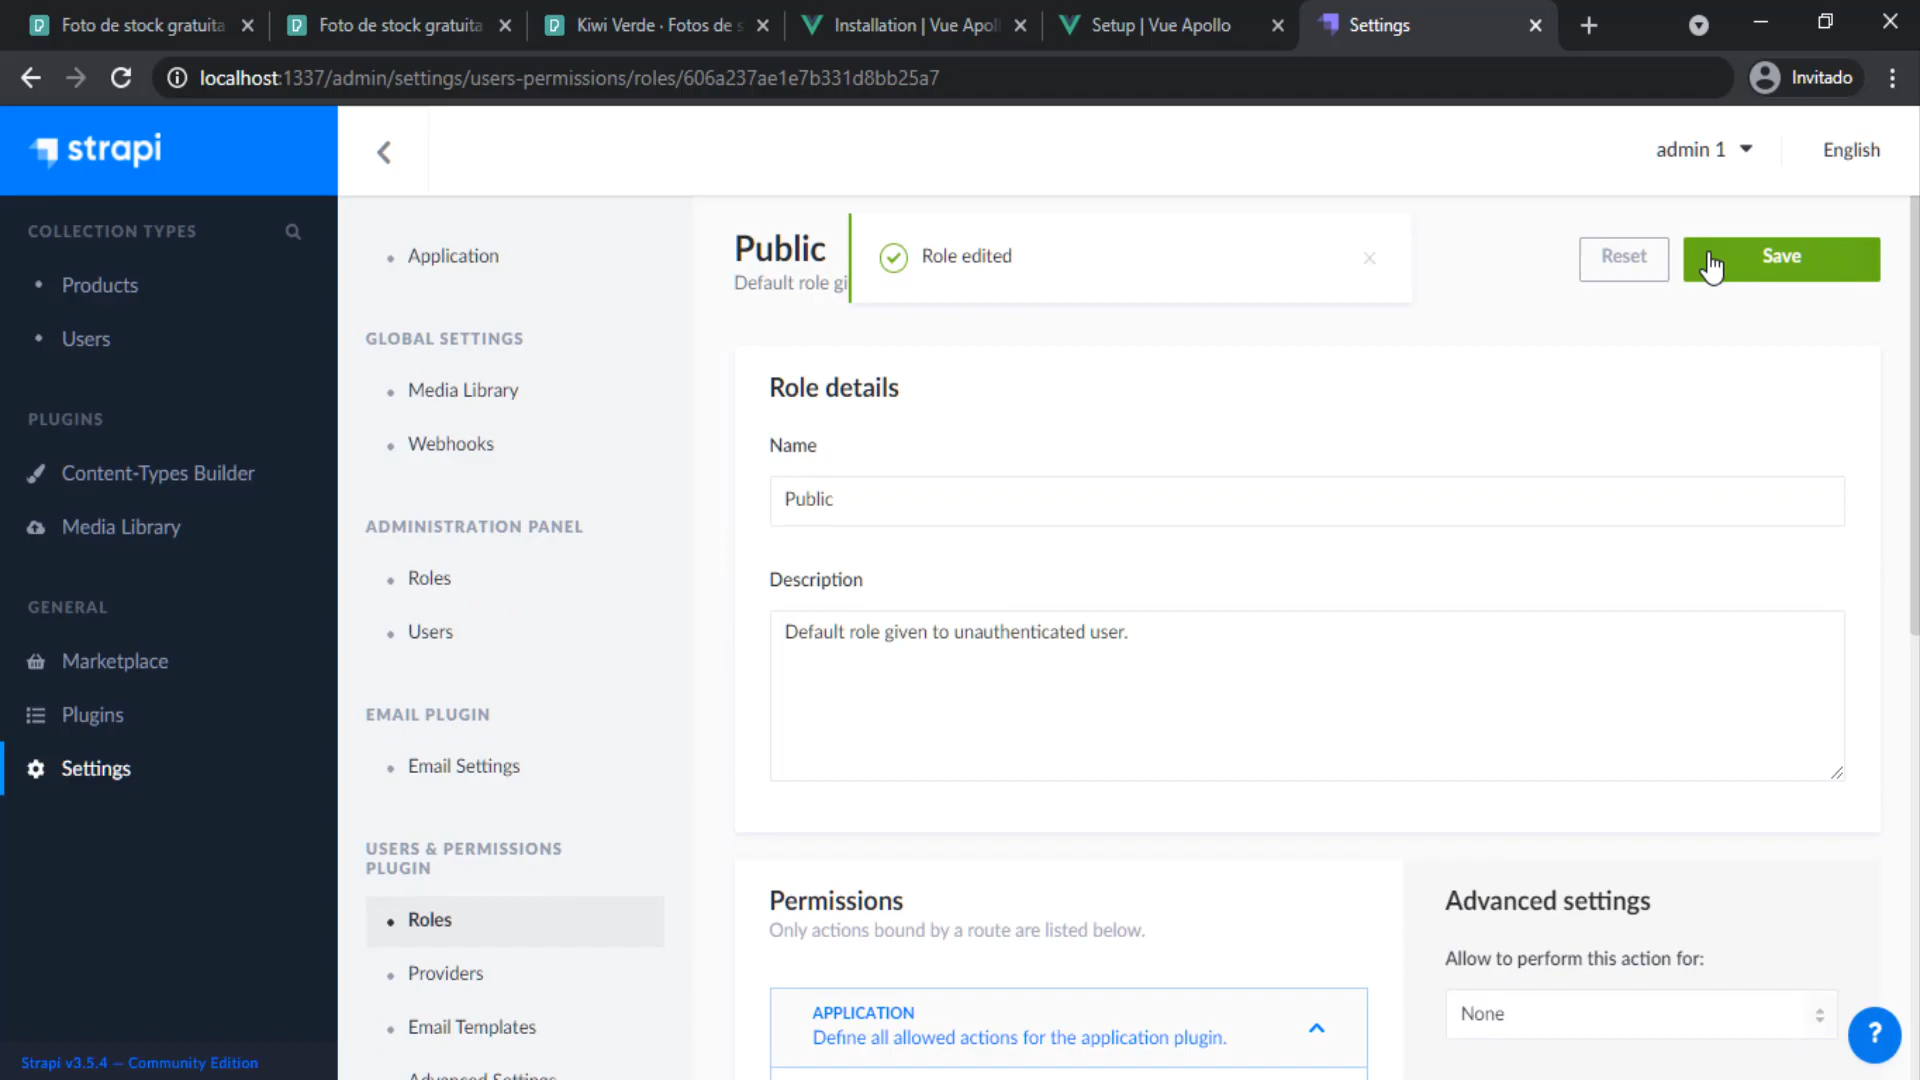 Foto de stock gratuita
Foto de stock gratuita
Kiwi Verde · Fotos de s
Installation | Vue Apoll
Setup | Vue Apollo
Settings
localhost:1337/admin/settings/users-permissions/roles/606a237ae1e7b331d8bb25a7
Invitado
strapi
admin 1
English
COLLECTION TYPES
Products
Users
PLUGINS
Content-Types Builder
Media Library
GENERAL
Marketplace
Plugins
Settings
Strapi v3.5.4 — Community Edition
Application
GLOBAL SETTINGS
Media Library
Webhooks
ADMINISTRATION PANEL
Roles
Users
EMAIL PLUGIN
Email Settings
USERS & PERMISSIONS
PLUGIN
Roles
Providers
Email Templates
Advanced Settings
Public
Default role gi
Role edited
Reset
Save
Role details
Name
Public
Description
Default role given to unauthenticated user.
Permissions
Only actions bound by a route are listed below.
APPLICATION
Define all allowed actions for the application plugin.
Advanced settings
Allow to perform this action for:
None
?